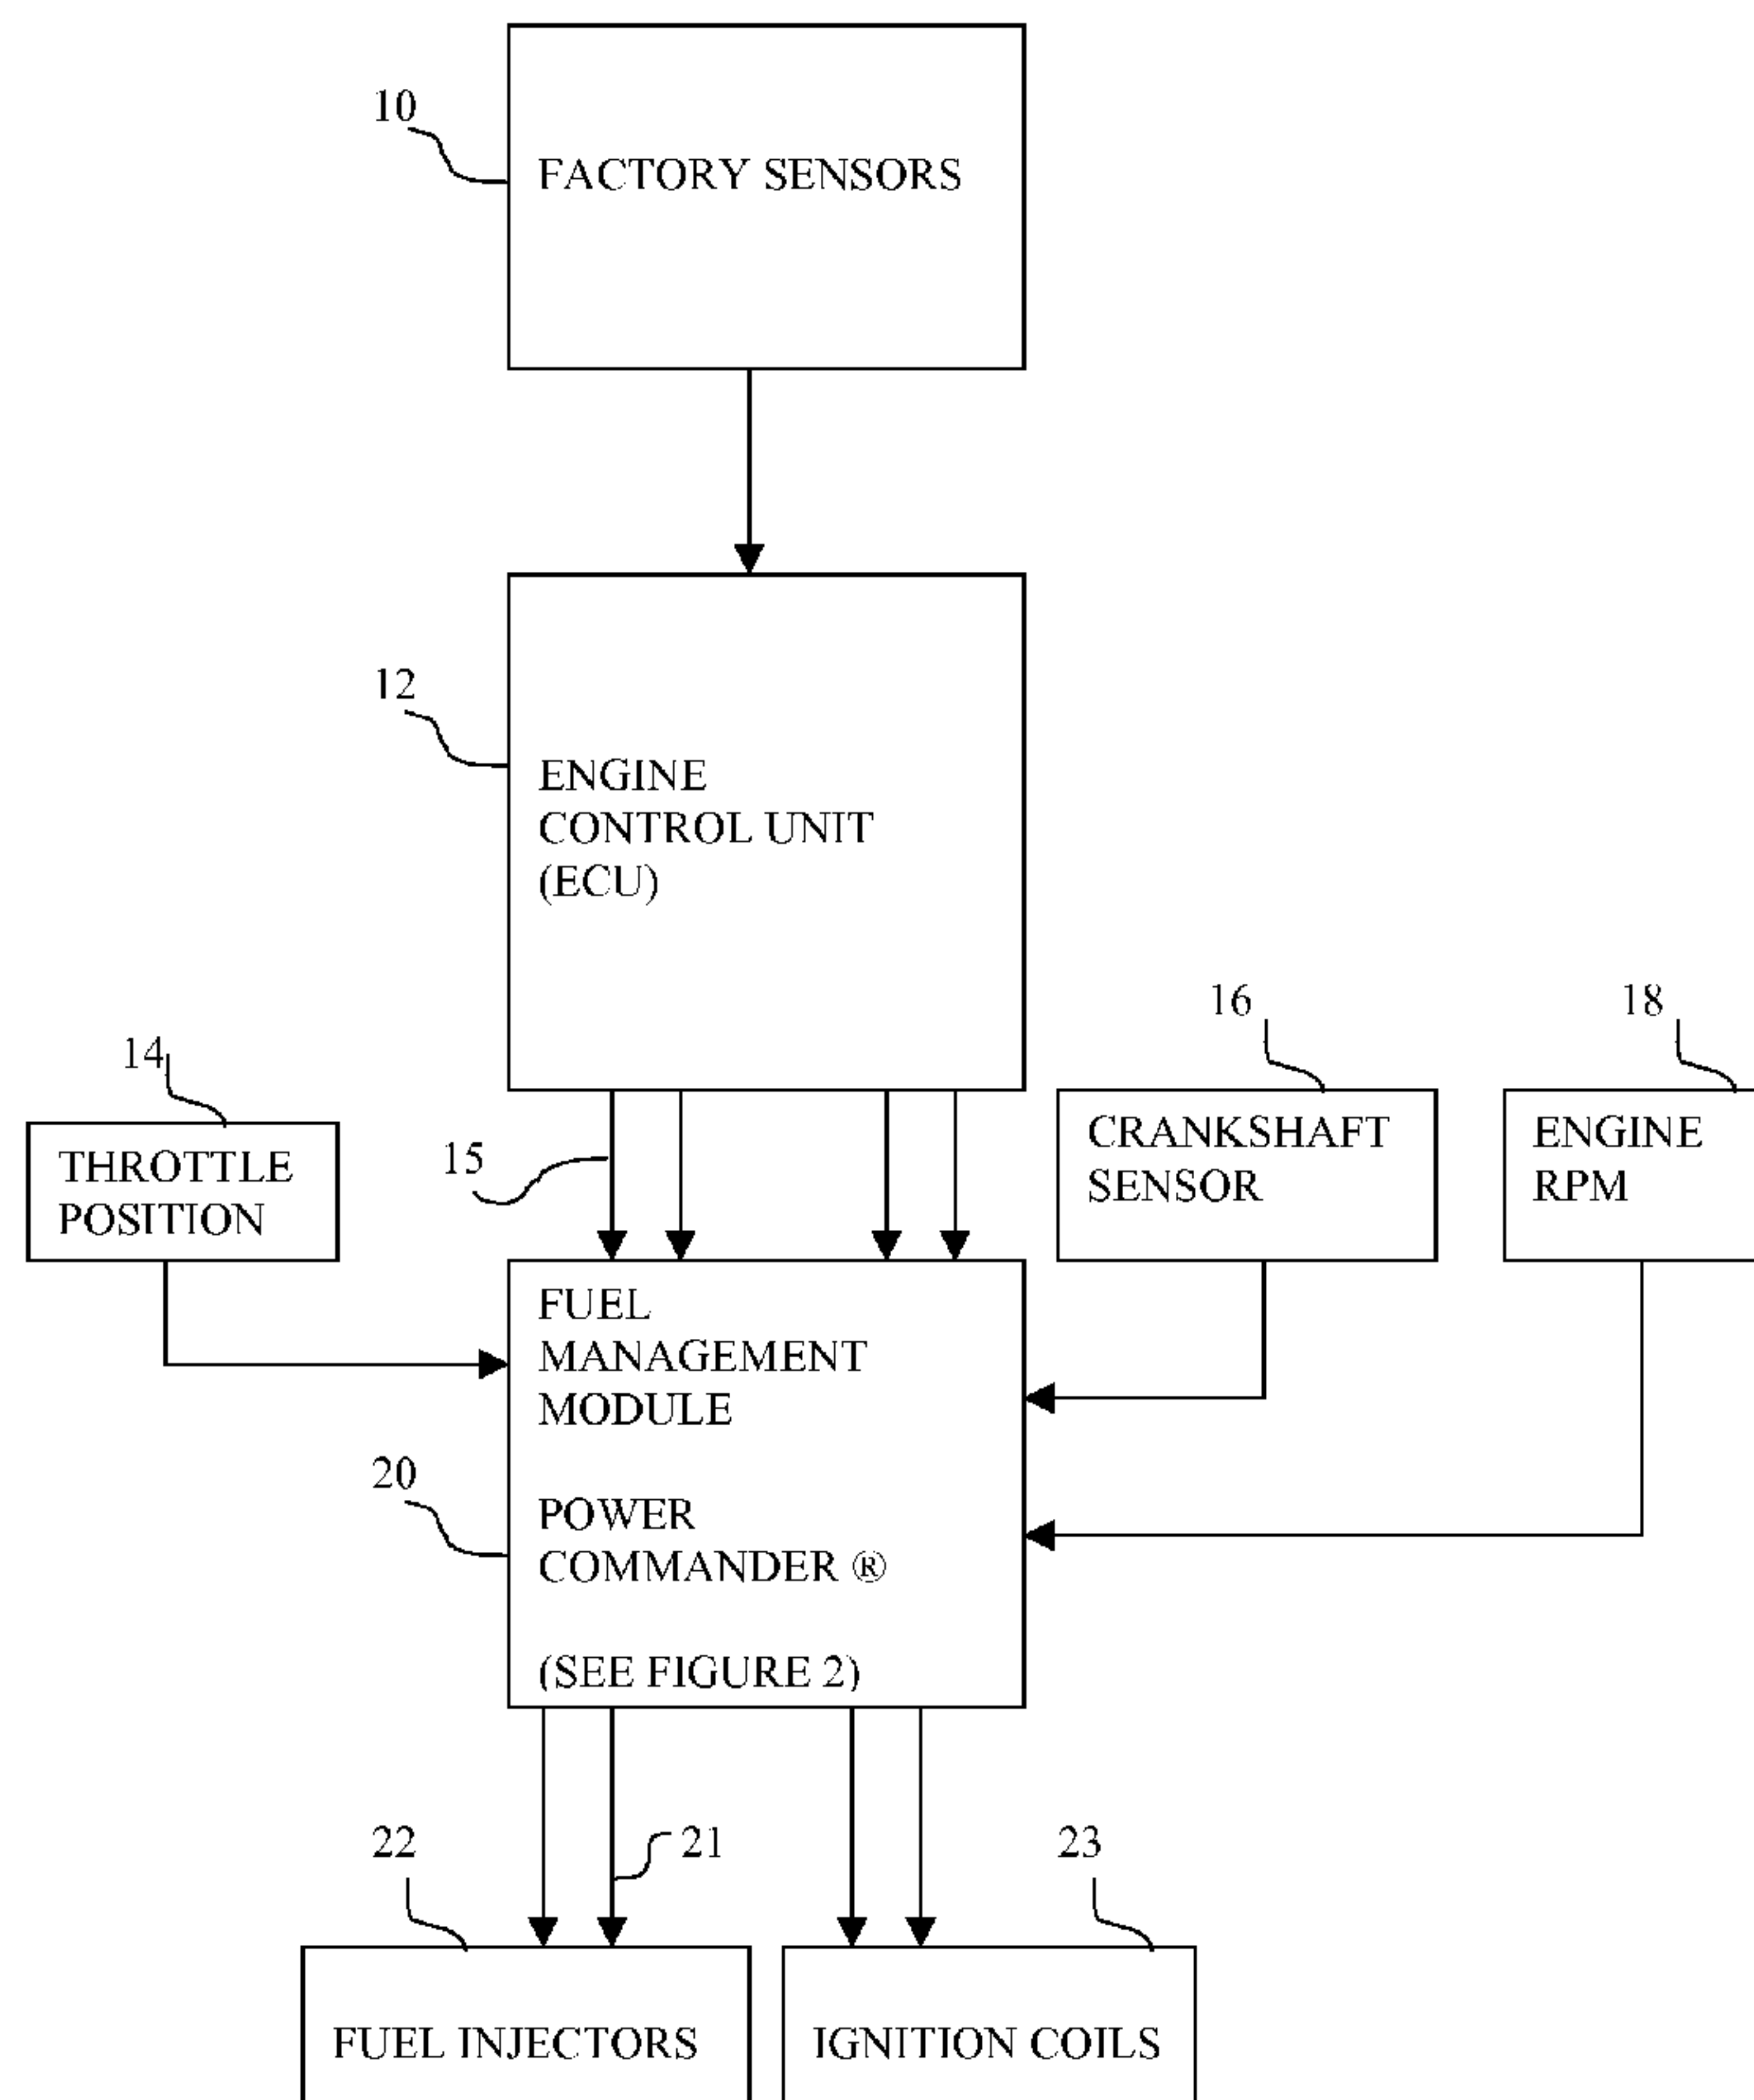 10
FACTORY SENSORS
12
ENGINE
CONTROL UNIT
(ECU)
14
THROTTLE
POSITION
15
16
CRANKSHAFT
SENSOR
18
ENGINE
RPM
FUEL
MANAGEMENT
MODULE
20
POWER
COMMANDER ®
(SEE FIGURE 2)
22
21
23
FUEL INJECTORS
IGNITION COILS